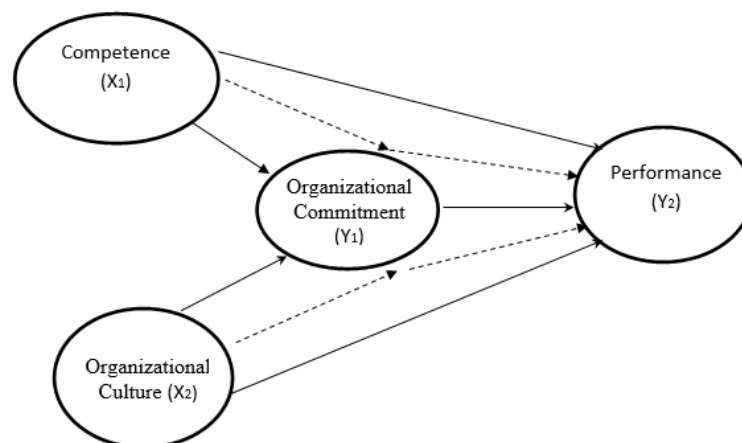 Competence
(X1)
Organizational
Commitment
(Y1)
Performance
(Y2)
Organizational
Culture (X2)